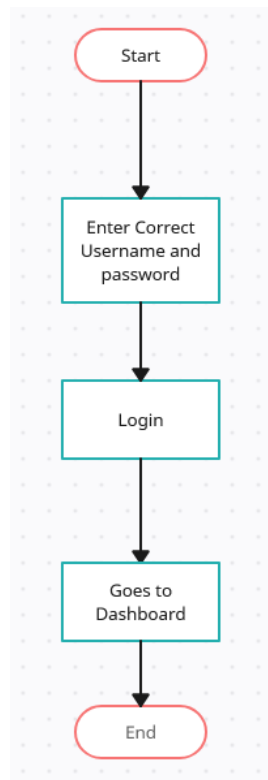 Start
Enter Correct
Username and
password
Login
Goes to
Dashboard
End